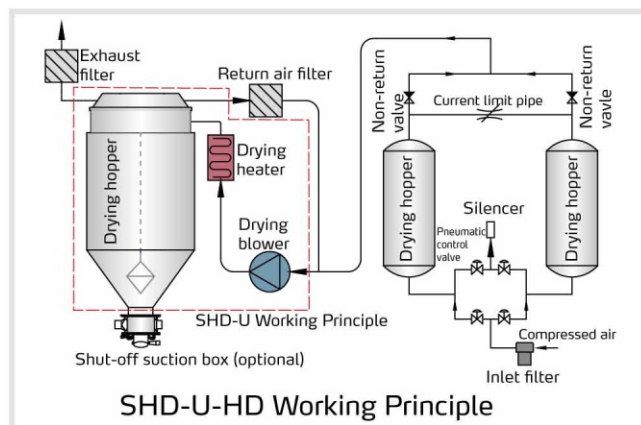 Exhaust
filter
Return air filter
Non-return
valve
Current limit pipe
Non-return
vavle
Drying hopper
Drying
heater
Drying
blower
Drying hopper
Silencer
Pneumatic
control
valve
Drying hopper
SHD-U Working Principle
Shut-off suction box (optional)
Compressed air
Inlet filter
SHD-U-HD Working Principle